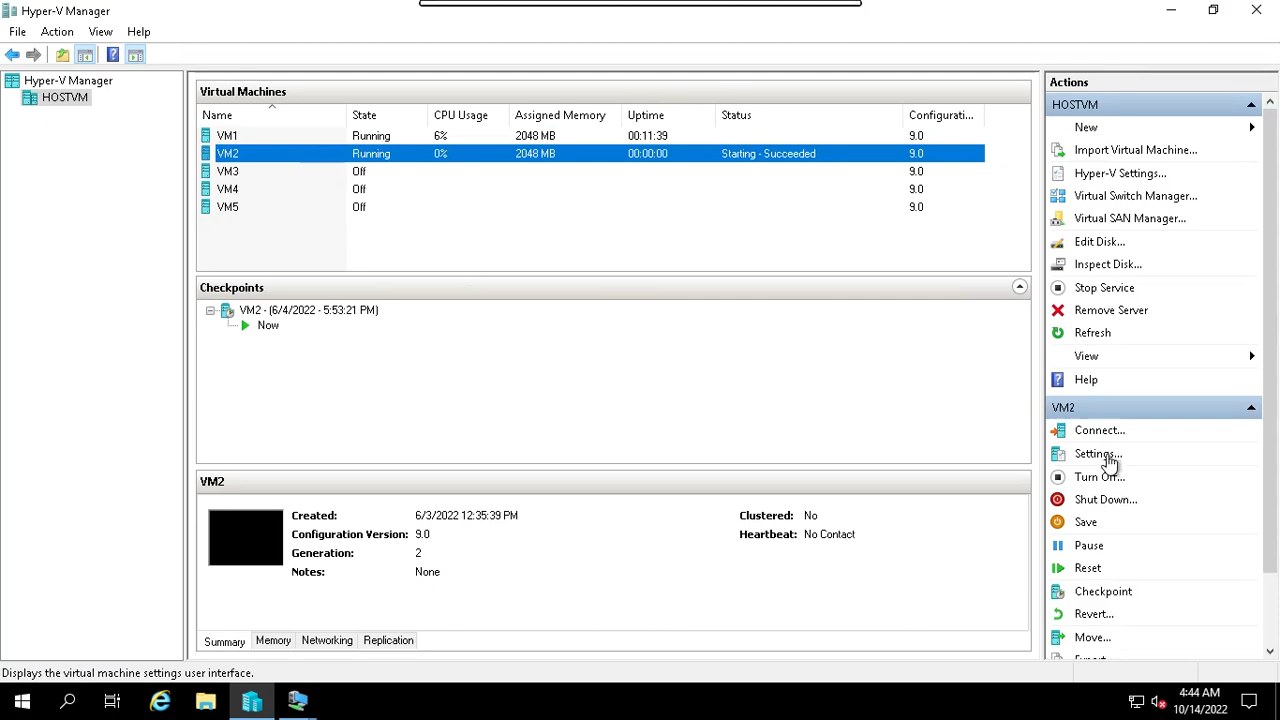 Hyper-V Manager
File Action View Help
Hyper-V Manager
HOSTVM
Virtual Machines
Name State CPU Usage Assigned Memory Uptime Status Configurati...
VM1 Running 6% 2048 MB 00:11:39 9.0
VM2 Running 0% 2048 MB 00:00:00 Starting - Succeeded 9.0
VM3 Off 9.0
VM4 Off 9.0
VM5 Off 9.0
Checkpoints
VM2 - (6/4/2022 - 5:53:21 PM)
Now
VM2
Created: 6/3/2022 12:35:39 PM Clustered: No
Configuration Version: 9.0 Heartbeat: No Contact
Generation: 2
Notes: None
Summary Memory Networking Replication
Actions
HOSTVM
New
Import Virtual Machine...
Hyper-V Settings...
Virtual Switch Manager...
Virtual SAN Manager...
Edit Disk...
Inspect Disk...
Stop Service
Remove Server
Refresh
View
Help
VM2
Connect...
Settings...
Turn Off...
Shut Down...
Save
Pause
Reset
Checkpoint
Revert...
Move...
Export...
Displays the virtual machine settings user interface.
4:44 AM
10/14/2022